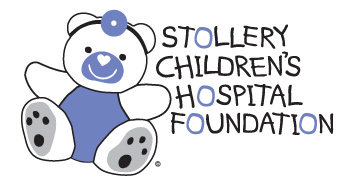 STOLLERY
CHILDREN'S
HOSPITAL
FOUNDATION
©